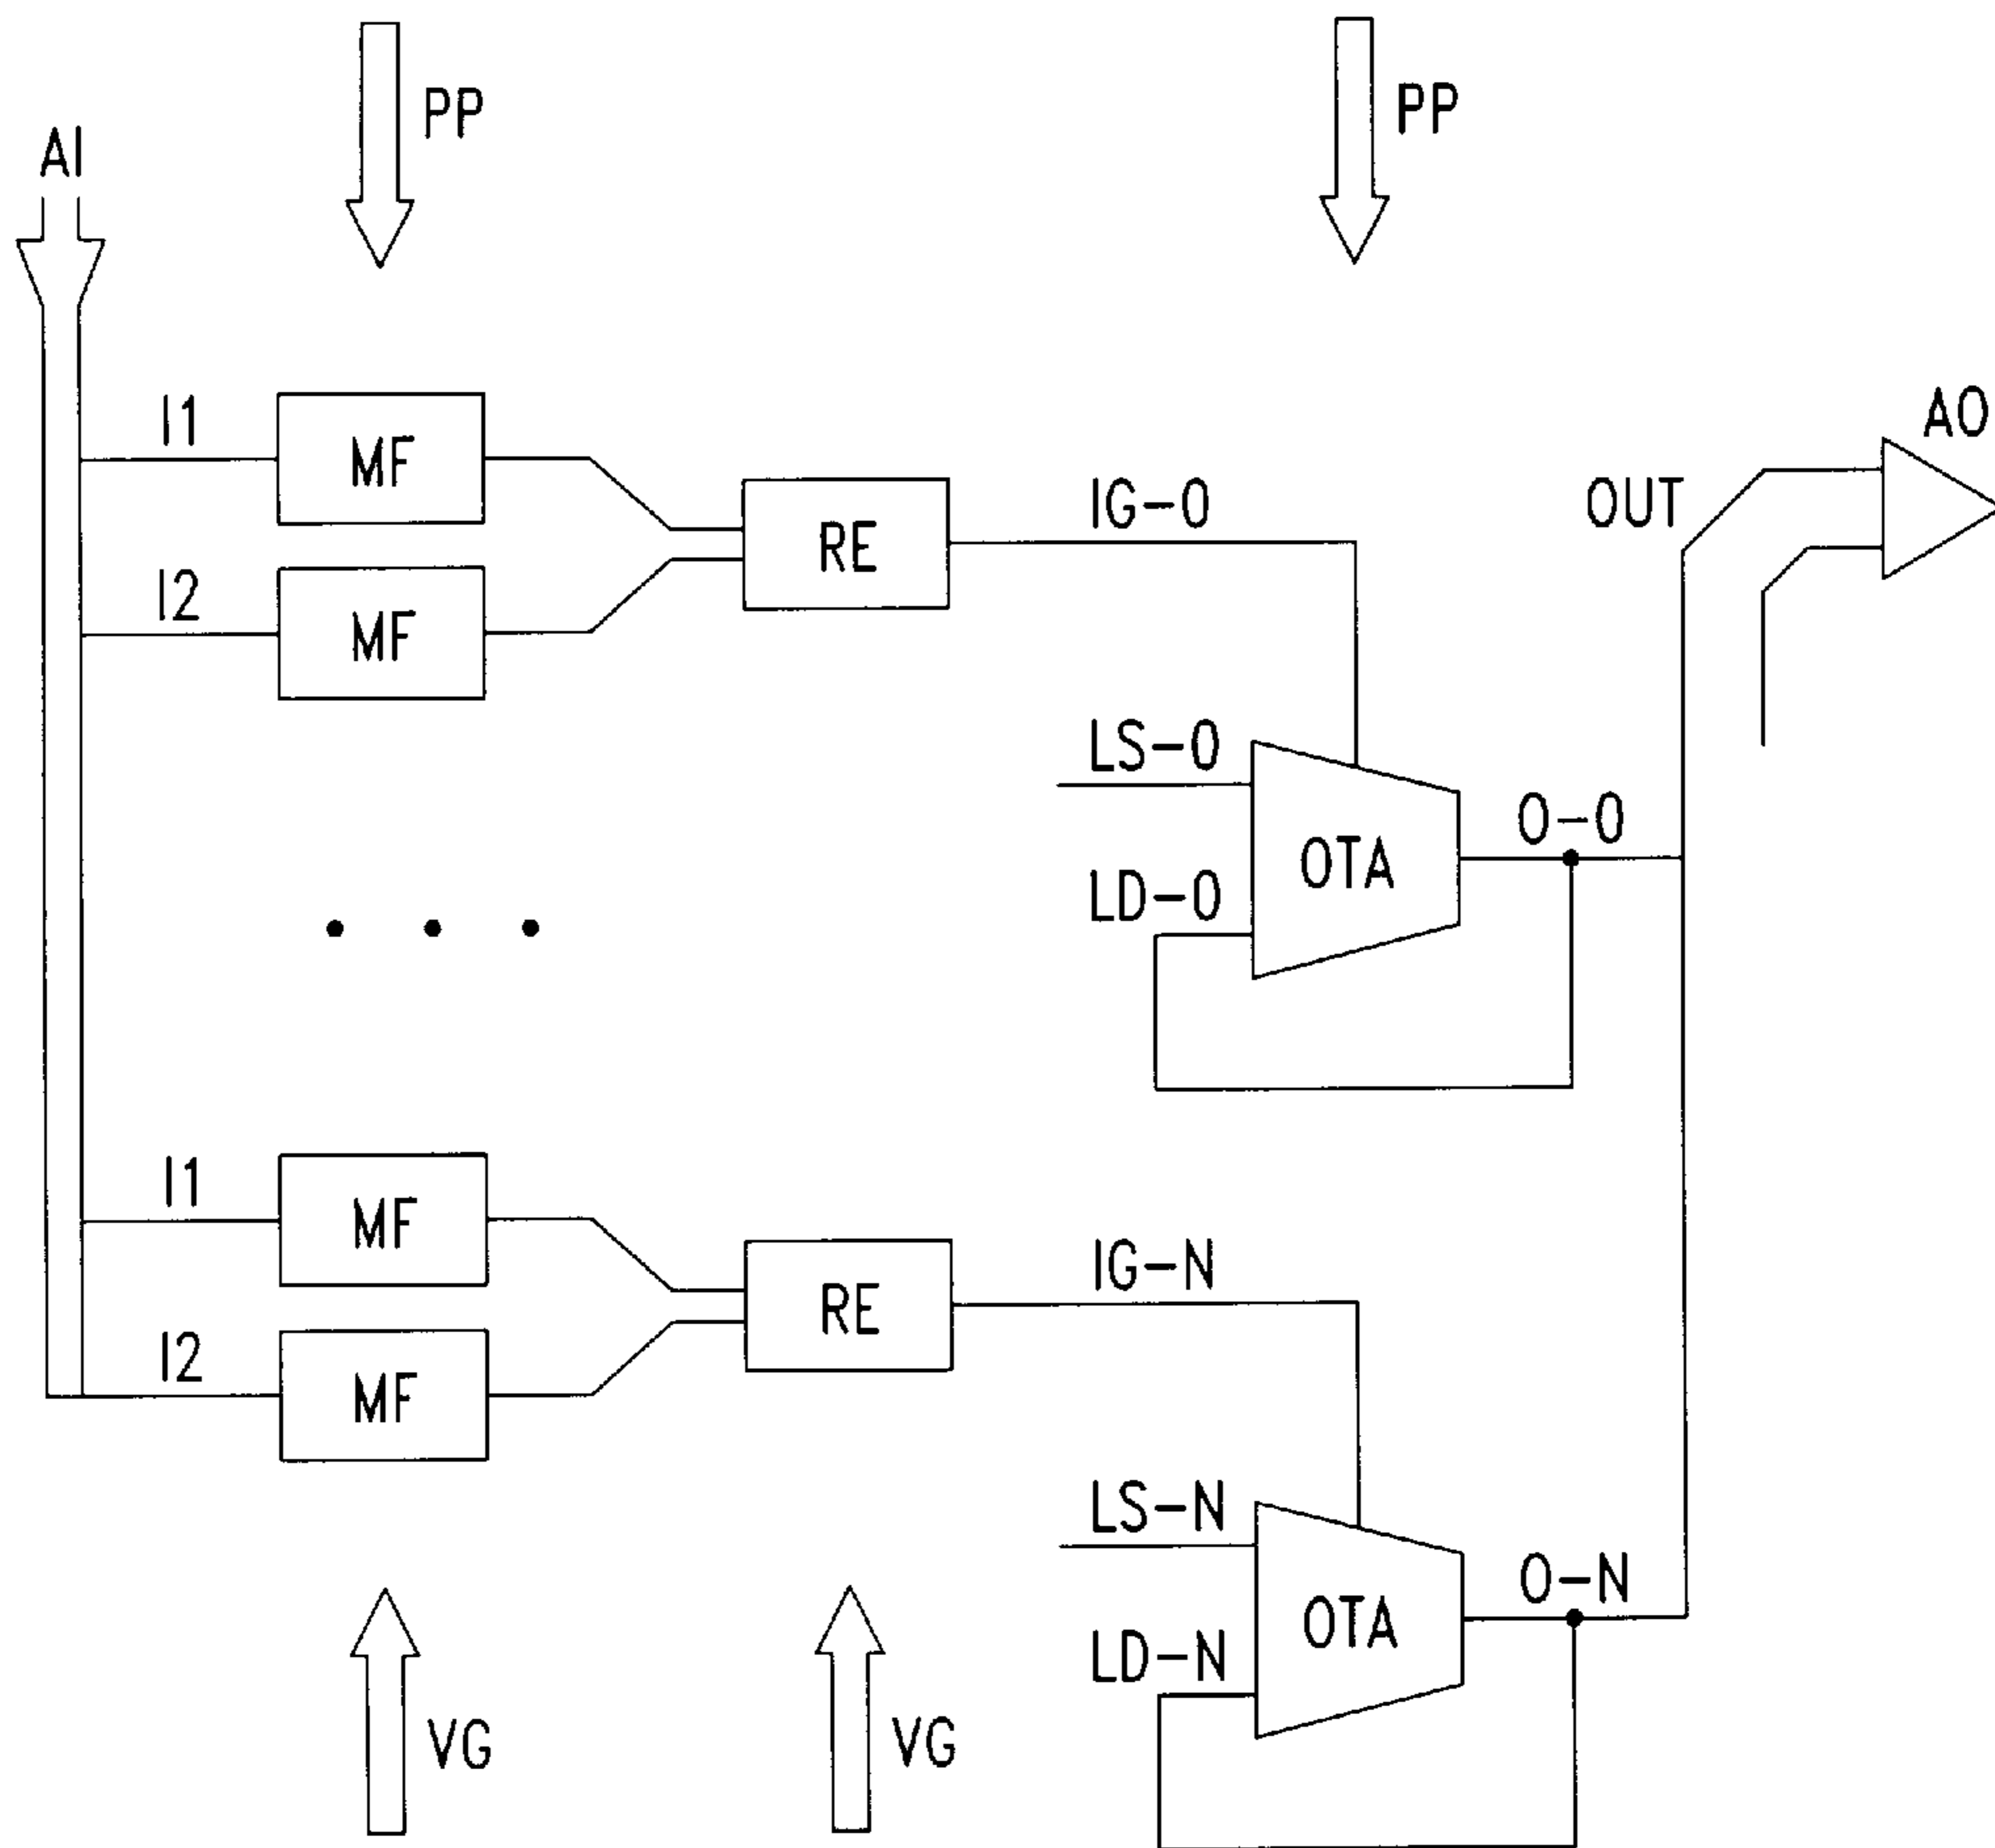 PP
PP
AI
AO
I1
MF
OUT
IG-0
RE
I2
MF
LS-0
O-0
OTA
LD-0
I1
MF
IG-N
RE
I2
MF
LS-N
O-N
OTA
LD-N
VG
VG